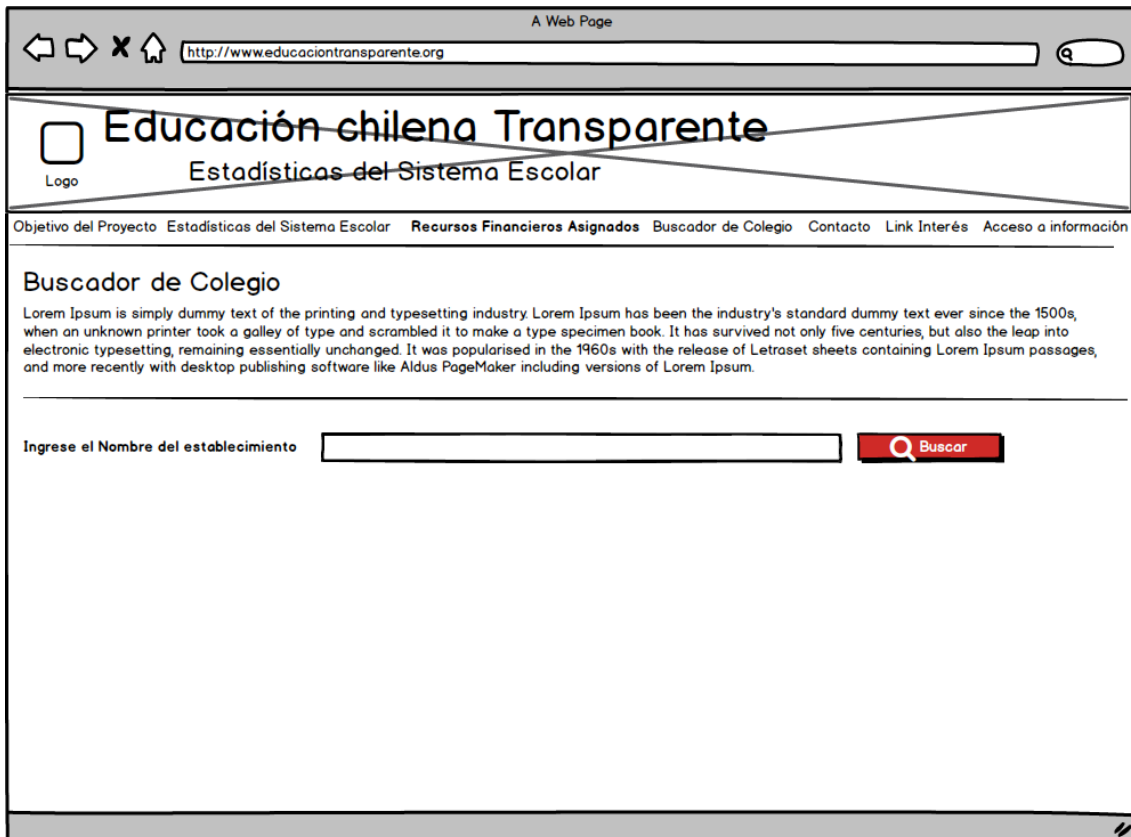 A Web Page
http://www.educaciontransparente.org
Educación chilena Transparente
Estadísticas del Sistema Escolar
Logo
Objetivo del Proyecto Estadísticas del Sistema Escolar Recursos Financieros Asignados Buscador de Colegio Contacto Link Interés Acceso a información
Buscador de Colegio
Lorem Ipsum is simply dummy text of the printing and typesetting industry. Lorem Ipsum has been the industry's standard dummy text ever since the 1500s,
when an unknown printer took a galley of type and scrambled it to make a type specimen book. It has survived not only five centuries, but also the leap into
electronic typesetting, remaining essentially unchanged. It was popularised in the 1960s with the release of Letraset sheets containing Lorem Ipsum passages,
and more recently with desktop publishing software like Aldus PageMaker including versions of Lorem Ipsum.
Ingrese el Nombre del establecimiento
Buscar